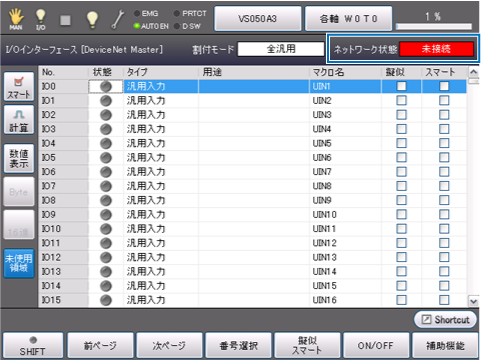 MAN
I/O
EMG
AUTO EN
PRTCT
D SW
VS050A3
各軸 W 0 T 0
1 %
I/Oインターフェース [DeviceNet Master]
割付モード
全汎用
ネットワーク状態
未接続
No. 状態 タイプ 用途 マクロ名 擬似 スマート
IO0 汎用入力 UIN1
IO1 汎用入力 UIN2
IO2 汎用入力 UIN3
IO3 汎用入力 UIN4
IO4 汎用入力 UIN5
IO5 汎用入力 UIN6
IO6 汎用入力 UIN7
IO7 汎用入力 UIN8
IO8 汎用入力 UIN9
IO9 汎用入力 UIN10
IO10 汎用入力 UIN11
IO11 汎用入力 UIN12
IO12 汎用入力 UIN13
IO13 汎用入力 UIN14
IO14 汎用入力 UIN15
IO15 汎用入力 UIN16
スマート
計算
数値
表示
Byte
16進
未使用
領域
Shortcut
SHIFT
前ページ
次ページ
番号選択
擬似
スマート
ON/OFF
補助機能